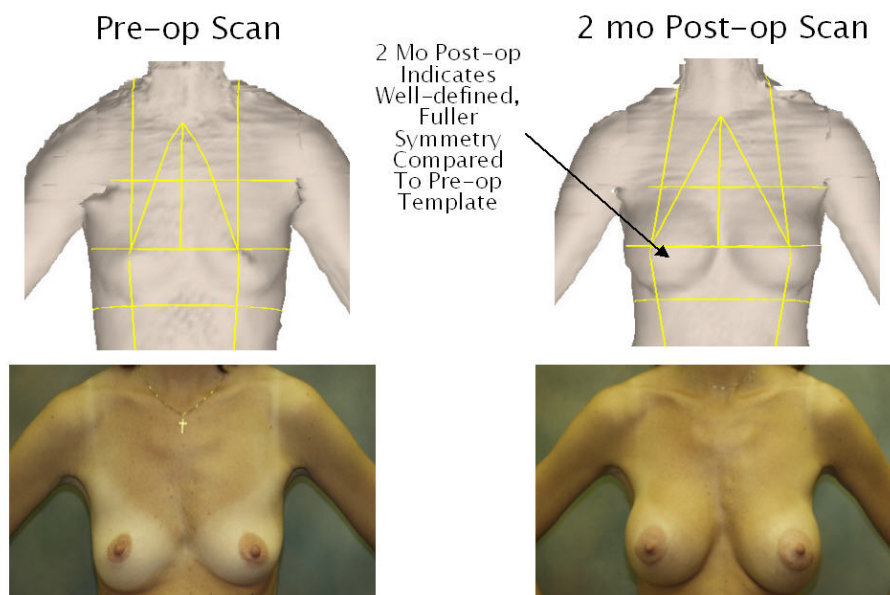 Pre-op Scan
2 mo Post-op Scan
2 Mo Post-op
Indicates
Well-defined,
Fuller
Symmetry
Compared
To Pre-op
Template